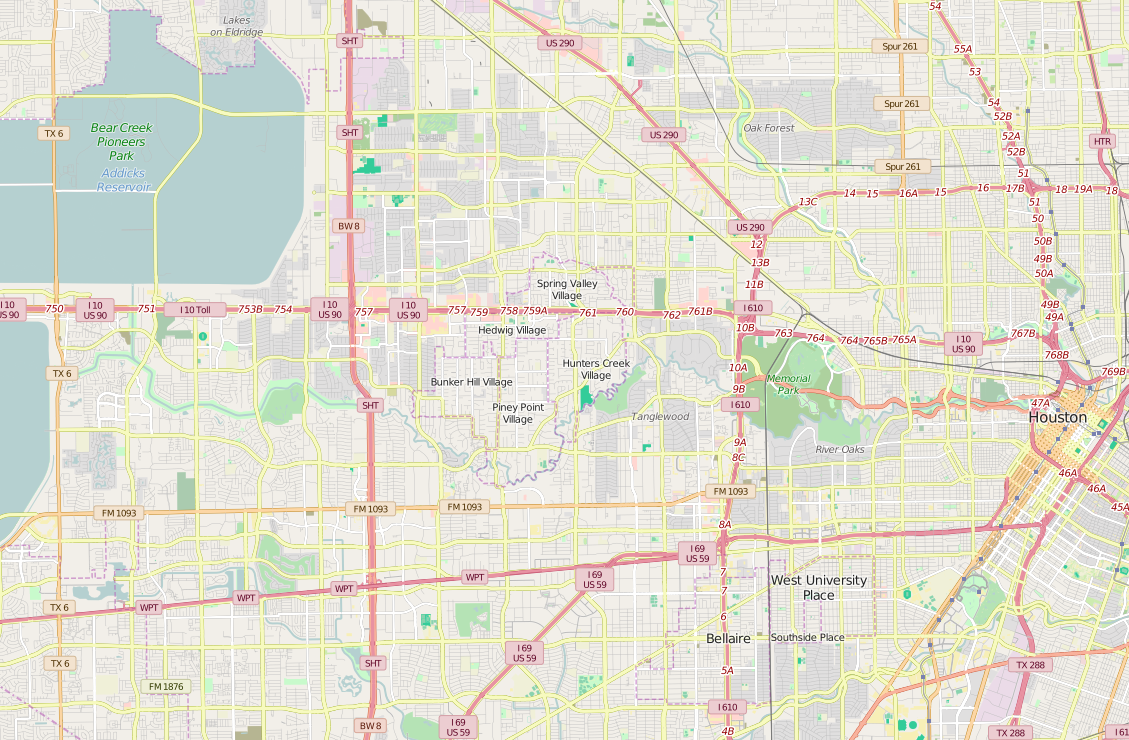 54
Lakes
on Eldridge
SHT
US 290
Spur 261
55A
53
Spur 261
54
52B
TX 6
Bear Creek
Pioneers
Park
Addicks
Reservoir
SHT
US 290
Oak Forest
52A
HTR
52B
Spur 261
51
14
15
16A
15
16
17B
18
19A
18
13C
51
BW 8
US 290
50
12
50B
13B
49B
11B
50A
Spring Valley
Village
I 10
US 90
750
I 10
US 90
751
I 10 Toll
753B
754
I 10
US 90
757
I 10
US 90
757
759
758
759A
761
760
762
761B
I 610
49B
49A
Hedwig Village
10B
763
764
764
765B
765A
I 10
US 90
767B
768B
Hunters Creek
Village
10A
769B
TX 6
Bunker Hill Village
Memorial
Park
9B
SHT
Piney Point
Village
I 610
47A
Tanglewood
Houston
9A
River Oaks
8C
46A
FM 1093
46A
FM 1093
FM 1093
FM 1093
45A
8A
I 69
US 59
WPT
I 69
US 59
7
West University
Place
WPT
WPT
7
TX 6
WPT
6
Bellaire
Southside Place
I 69
US 59
TX 6
SHT
5A
TX 288
FM 1876
I 610
BW 8
I 69
US 59
4B
TX 288
I 61